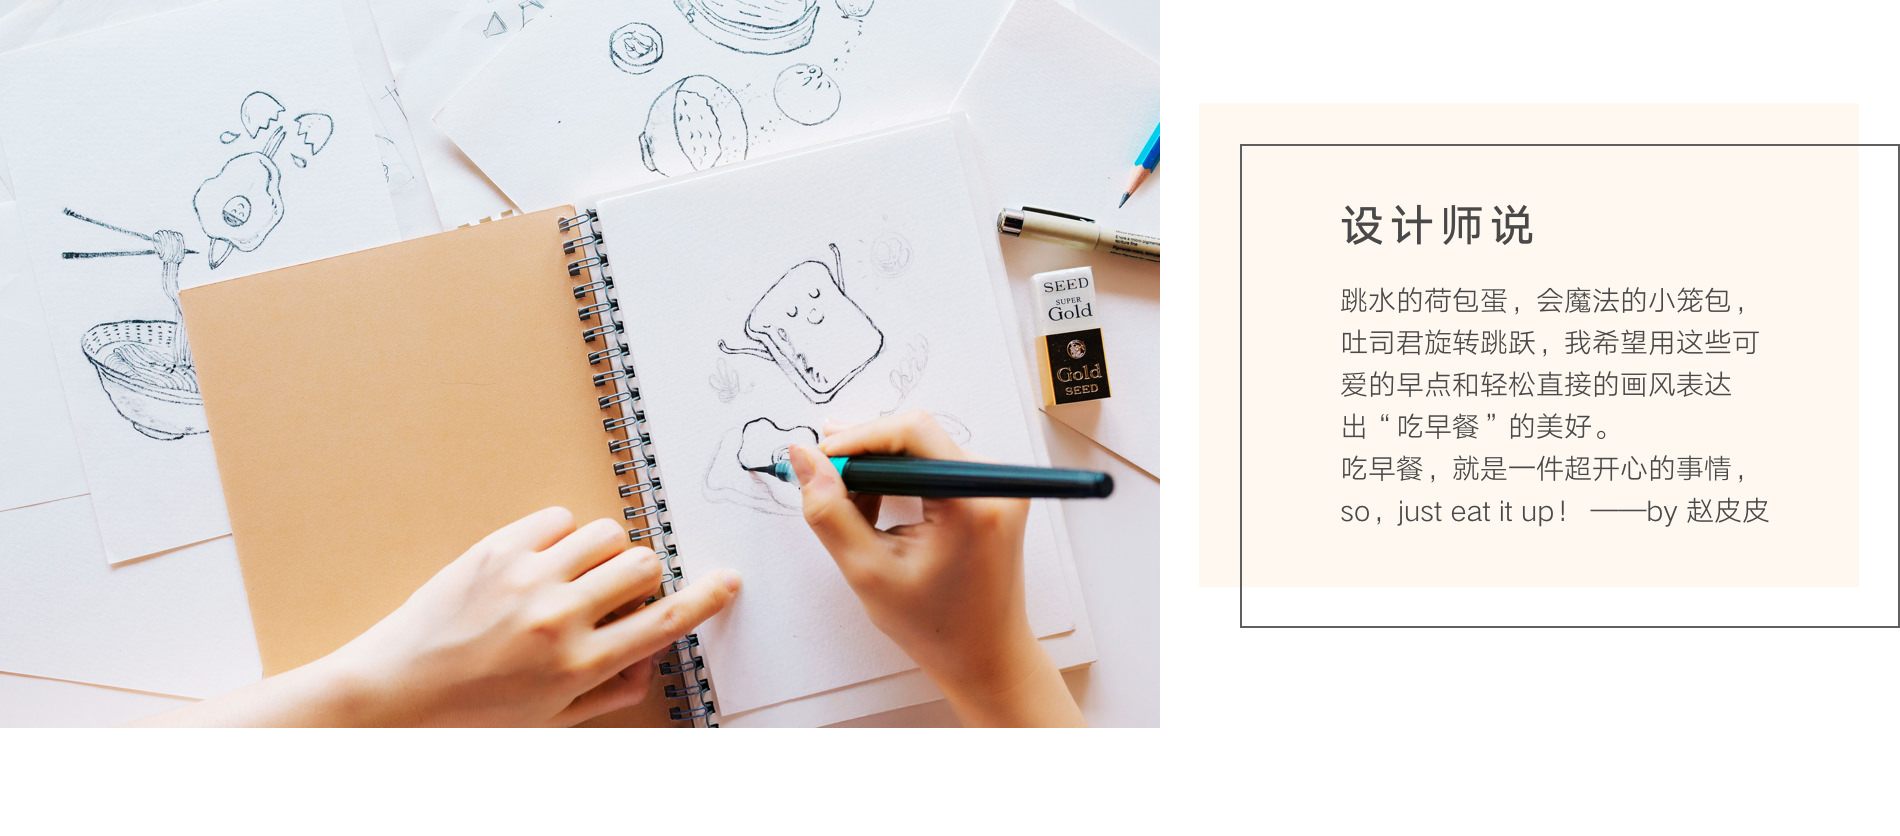 SEED
SUPER
Gold
Gold
SEED
设计师说
跳水的荷包蛋，会魔法的小笼包，
吐司君旋转跳跃，我希望用这些可
爱的早点和轻松直接的画风表达
出“吃早餐”的美好。
吃早餐，就是一件超开心的事情，
so，just eat it up！ ——by 赵皮皮